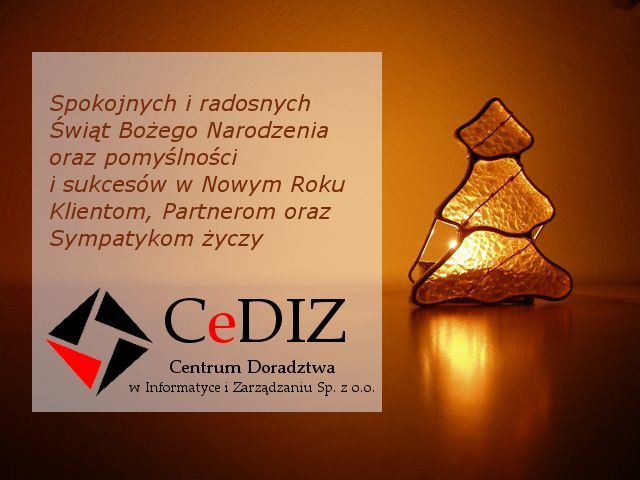 Spokojnych i radosnych
Świąt Bożego Narodzenia
oraz pomyślności
i sukcesów w Nowym Roku
Klientom, Partnerom oraz
Sympatykom życzy
CeDIZ
Centrum Doradztwa
w Informatyce i Zarządzaniu Sp. z o.o.